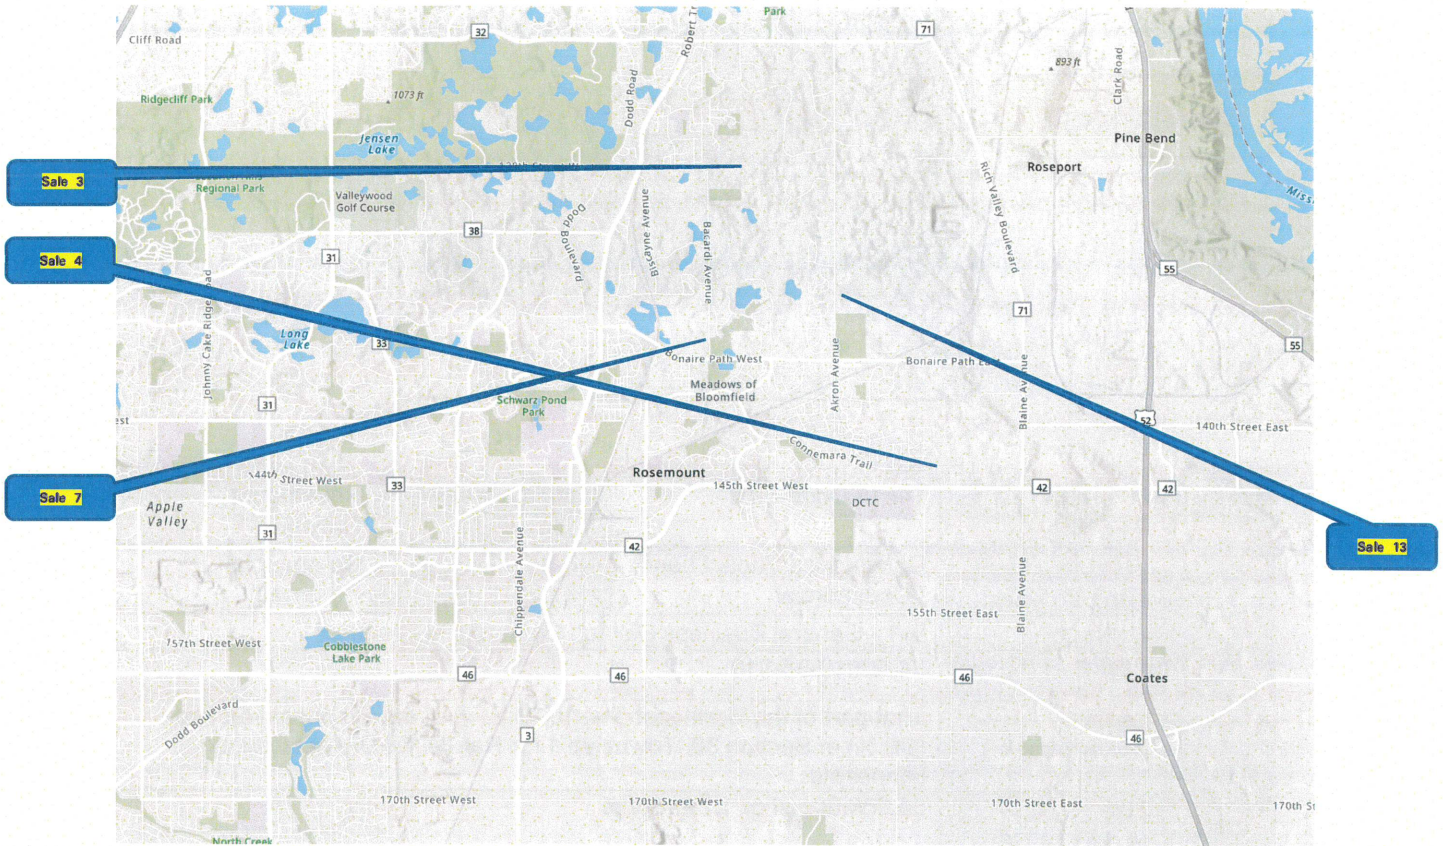 Park
32
71
Cliff Road
Robert Tr
893 ft
Dodd Road
Clark Road
1073 ft
Ridgecliff Park
Pine Bend
Jensen
Lake
Roseport
Sale 3
Regional Park
Valleywood
Golf Course
Rich Valley Boulevard
Miss
Dodd
Boulevard
Biscayne Avenue
Bacardi Avenue
38
31
Sale 4
55
Johnny Cake Ridge Road
71
Long
Lake
33
55
Bonaire Path West
Bonaire Path East
Akron Avenue
Blaine Avenue
Meadows of
Bloomfield
31
Schwarz Pond
Park
52
140th Street East
est
Connemara Trail
144th Street West
33
Rosemount
145th Street West
42
42
Sale 7
DCTC
Apple
Valley
31
42
Sale 13
Chippendale Avenue
Blaine Avenue
155th Street East
157th Street West
Cobblestone
Lake Park
46
46
46
Coates
Dodd Boulevard
3
46
170th Street West
170th Street West
170th Street East
170th St
North Creek